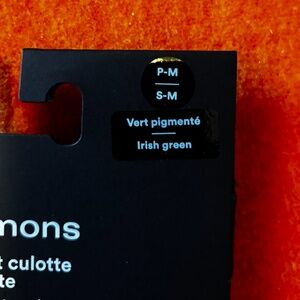 P-M
S-M
Vert pigmenté
Irish green
mons
t culotte
te